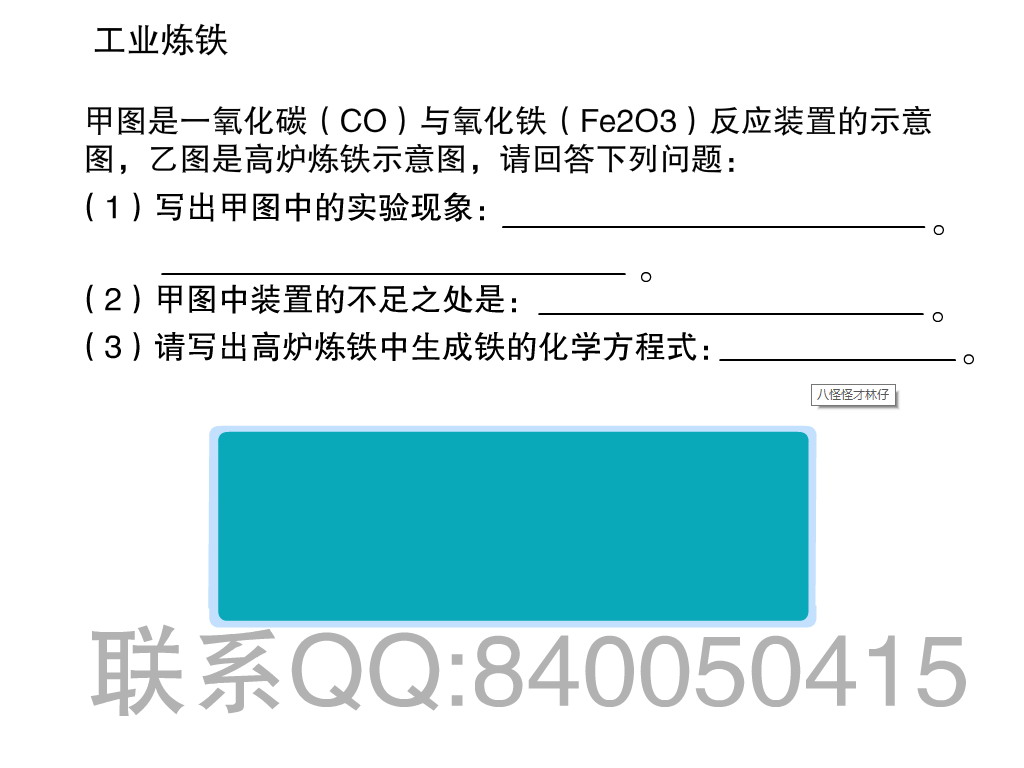 工业炼铁
甲图是一氧化碳（CO）与氧化铁（Fe2O3）反应装置的示意
图，乙图是高炉炼铁示意图，请回答下列问题：
（1）写出甲图中的实验现象：____________________。
____________________。
（2）甲图中装置的不足之处是：____________________。
（3）请写出高炉炼铁中生成铁的化学方程式：____________________。
八怪怪才林仔
联系QQ:840050415